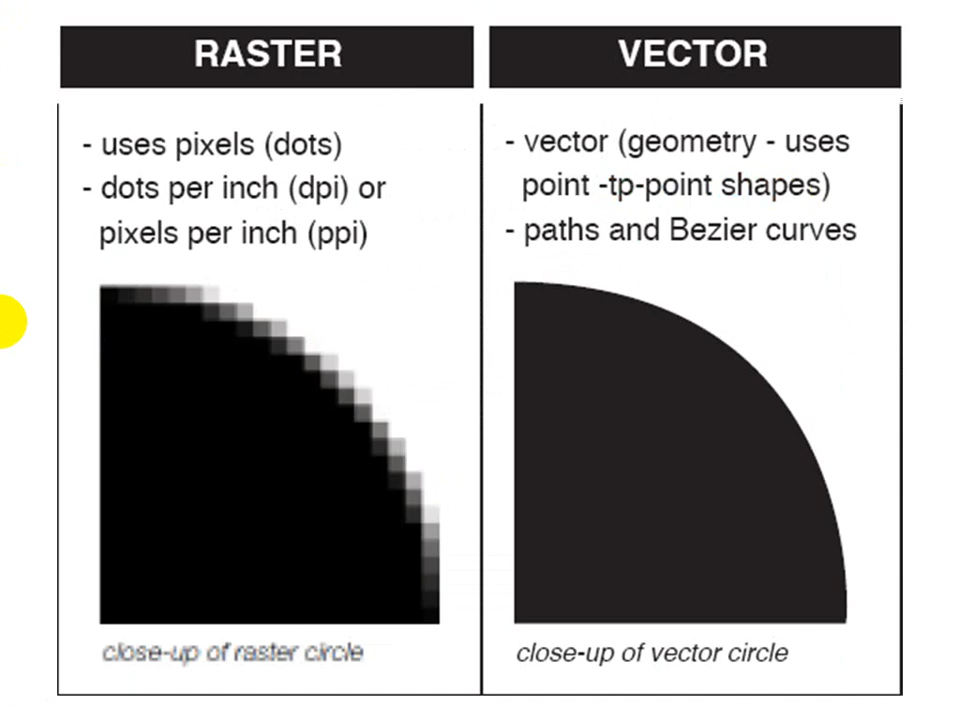 RASTER
- uses pixels (dots)
- dots per inch (dpi) or
pixels per inch (ppi)
close-up of raster circle
VECTOR
- vector (geometry - uses
point -tp-point shapes)
- paths and Bezier curves
close-up of vector circle